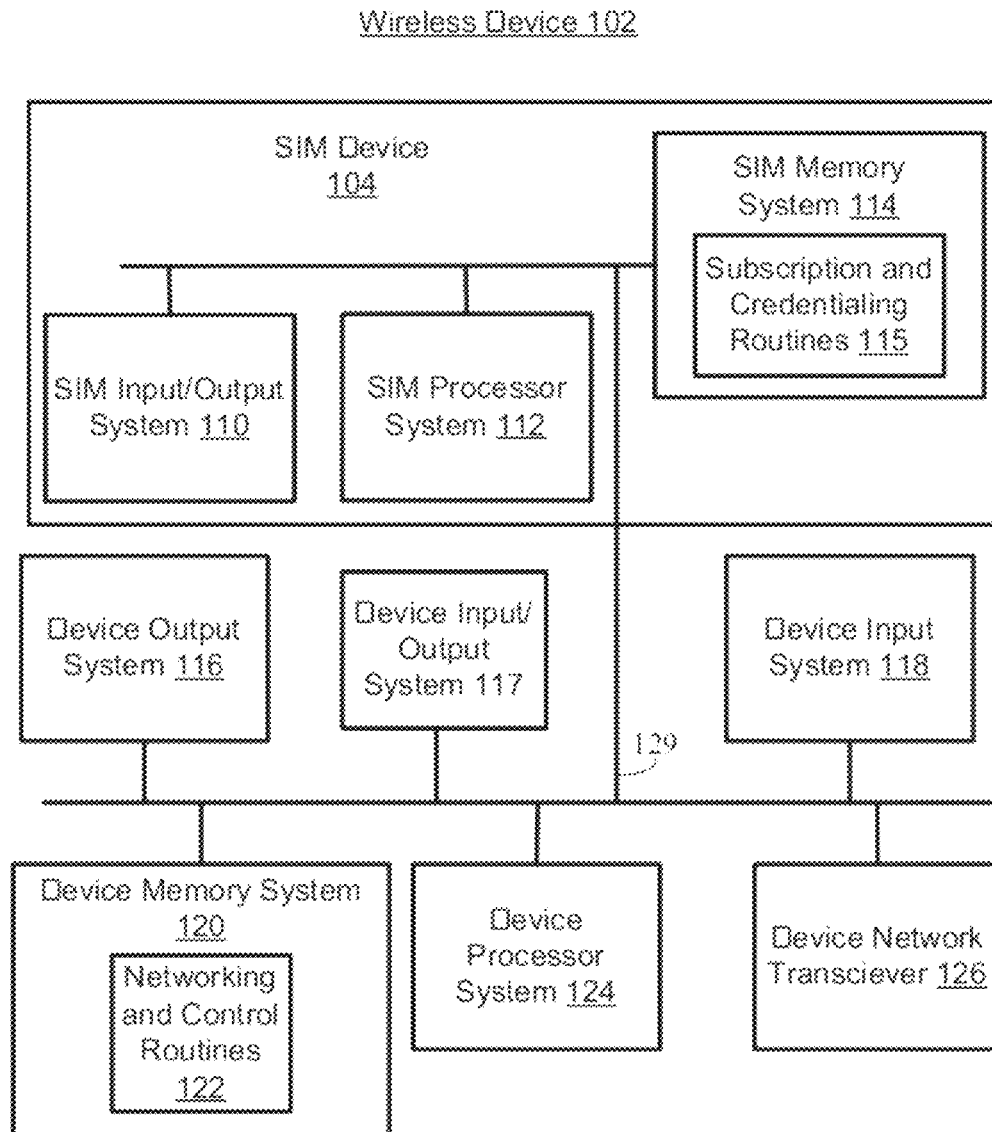 Wireless Device 102
SIM Device
104
SIM Memory
System 114
Subscription and
Credentialing
Routines 115
SIM Input/Output
System 110
SIM Processor
System 112
Device Output
System 116
Device Input/
Output
System 117
Device Input
System 118
129
Device Memory System
120
Networking
and Control
Routines
122
Device
Processor
System 124
Device Network
Transciever 126